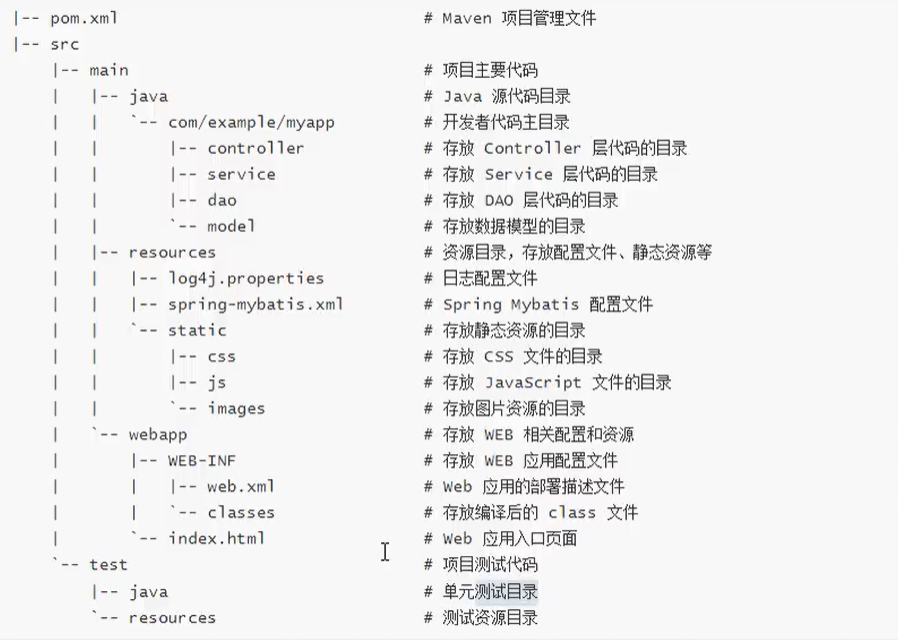 |-- pom.xml                                # Maven 项目管理文件
|-- src
    |-- main                               # 项目主要代码
    |   |-- java                           # Java 源代码目录
    |   |   `-- com/example/myapp          # 开发者代码主目录
    |   |       |-- controller             # 存放 Controller 层代码的目录
    |   |       |-- service                # 存放 Service 层代码的目录
    |   |       |-- dao                    # 存放 DAO 层代码的目录
    |   |       `-- model                  # 存放数据模型的目录
    |   |-- resources                      # 资源目录，存放配置文件、静态资源等
    |   |   |-- log4j.properties           # 日志配置文件
    |   |   |-- spring-mybatis.xml         # Spring Mybatis 配置文件
    |   |   `-- static                     # 存放静态资源的目录
    |   |       |-- css                    # 存放 CSS 文件的目录
    |   |       |-- js                     # 存放 JavaScript 文件的目录
    |   |       `-- images                 # 存放图片资源的目录
    |   `-- webapp                         # 存放 WEB 相关配置和资源
    |       |-- WEB-INF                    # 存放 WEB 应用配置文件
    |       |   |-- web.xml                # Web 应用的部署描述文件
    |       |   `-- classes                # 存放编译后的 class 文件
    |       `-- index.html                 # Web 应用入口页面
    `-- test                               # 项目测试代码
        |-- java                           # 单元测试目录
        `-- resources                      # 测试资源目录